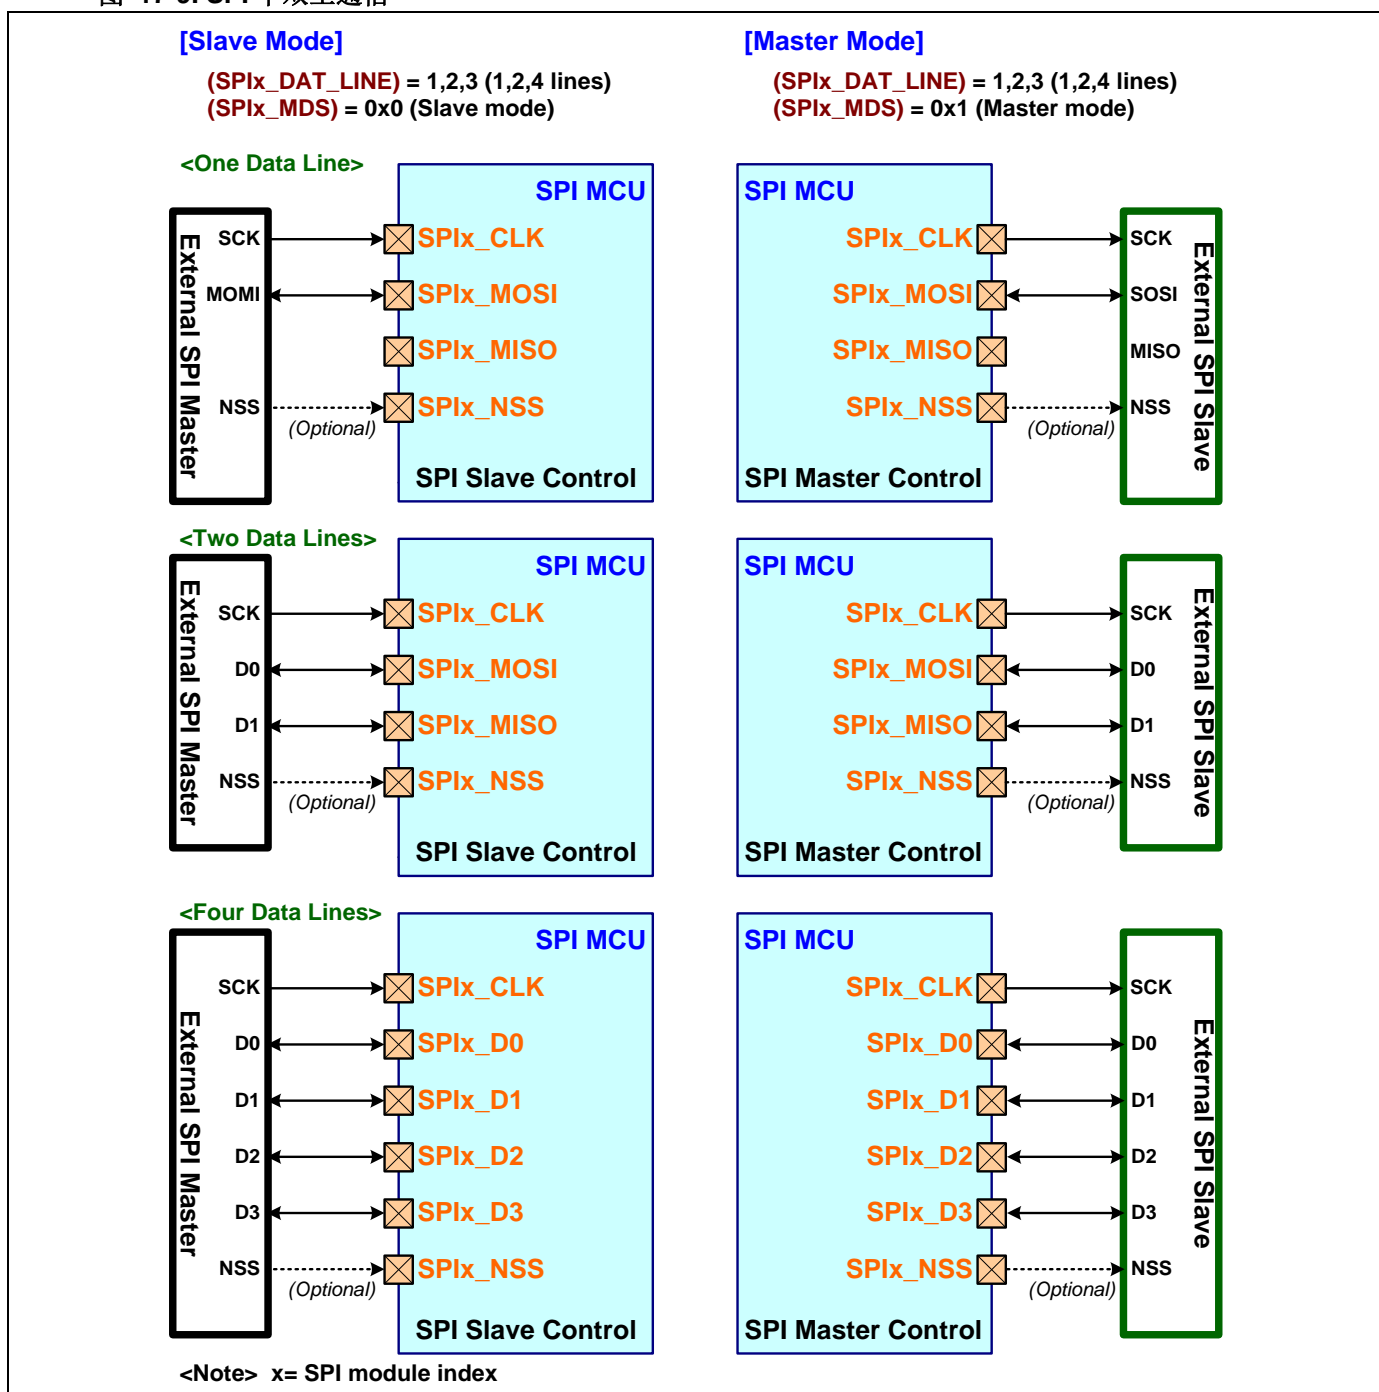 [Slave Mode]
(SPIx_DAT_LINE) = 1,2,3 (1,2,4 lines)
(SPIx_MDS) = 0x0 (Slave mode)
[Master Mode]
(SPIx_DAT_LINE) = 1,2,3 (1,2,4 lines)
(SPIx_MDS) = 0x1 (Master mode)
<One Data Line>
External SPI Master
SCK
MOMI
NSS
(Optional)
SPI MCU
SPIx_CLK
SPIx_MOSI
SPIx_MISO
SPIx_NSS
SPI Slave Control
SPI MCU
SPIx_CLK
SPIx_MOSI
SPIx_MISO
SPIx_NSS
SPI Master Control
(Optional)
SCK
SOSI
MISO
NSS
External SPI Slave
<Two Data Lines>
External SPI Master
SCK
D0
D1
NSS
(Optional)
SPI MCU
SPIx_CLK
SPIx_MOSI
SPIx_MISO
SPIx_NSS
SPI Slave Control
SPI MCU
SPIx_CLK
SPIx_MOSI
SPIx_MISO
SPIx_NSS
SPI Master Control
(Optional)
SCK
D0
D1
NSS
External SPI Slave
<Four Data Lines>
External SPI Master
SCK
D0
D1
D2
D3
NSS
(Optional)
SPI MCU
SPIx_CLK
SPIx_D0
SPIx_D1
SPIx_D2
SPIx_D3
SPIx_NSS
SPI Slave Control
SPI MCU
SPIx_CLK
SPIx_D0
SPIx_D1
SPIx_D2
SPIx_D3
SPIx_NSS
SPI Master Control
(Optional)
SCK
D0
D1
D2
D3
NSS
External SPI Slave
<Note> x= SPI module index